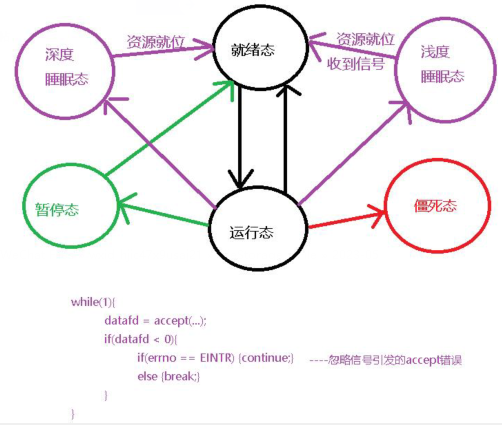 深度
睡眠态
资源就位
就绪态
资源就位
收到信号
浅度
睡眠态
暂停态
运行态
僵死态
while(1){
datafd = accept(...);
if(datafd < 0){
if(errno == EINTR) {continue;} ----忽略信号引发的accept错误
else {break;}
}
}